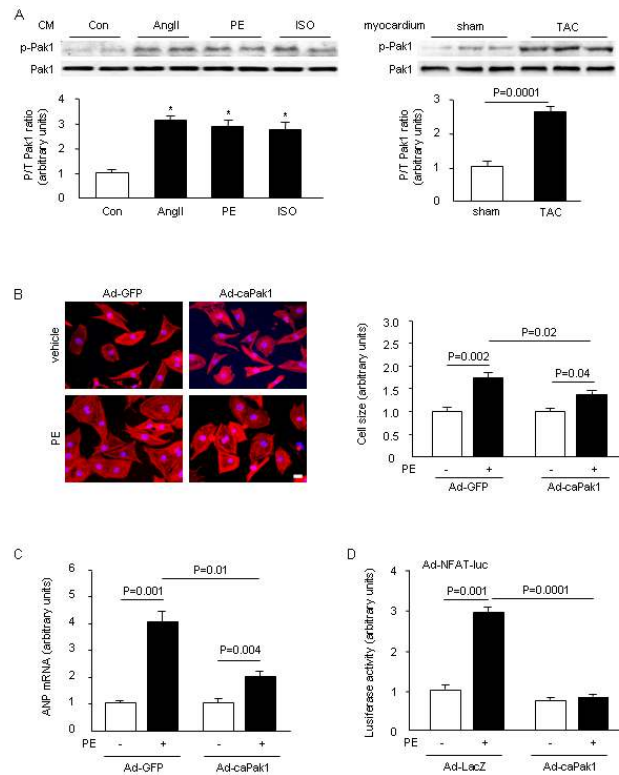 A
CM Con AngII PE ISO
p-Pak1
Pak1
P/T Pak1 ratio
(arbitrary units)
4
3
2
1
0
* * *
Con AngII PE ISO
myocardium sham TAC
p-Pak1
Pak1
P/T Pak1 ratio
(arbitrary units)
3
2
1
0
P=0.0001
sham TAC
B
Ad-GFP Ad-caPak1
vehicle
PE
Cell size (arbitrary units)
3.0
2.5
2.0
1.5
1.0
0.5
0
P=0.02
P=0.002
P=0.04
PE - + - +
Ad-GFP Ad-caPak1
C
ANP mRNA (arbitrary units)
6
5
4
3
2
1
0
P=0.01
P=0.001
P=0.004
PE - + - +
Ad-GFP Ad-caPak1
D
Ad-NFAT-luc
Lusiferase activity (arbitrary units)
4
3
2
1
0
P=0.001
P=0.0001
PE - + - +
Ad-LacZ Ad-caPak1